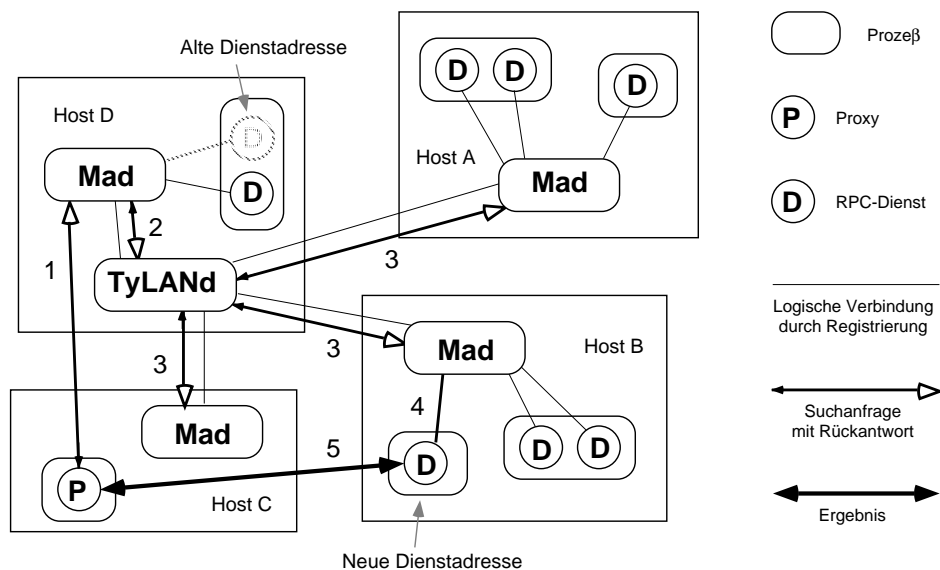 Alte Dienstadresse
Host D
D
Mad
D
2
1
TyLANd
3
Mad
P
5
Host C
D D
D
Host A
Mad
3
3
Mad
Host B
4
D
D D
Neue Dienstadresse
Prozeβ
P
Proxy
D
RPC-Dienst
Logische Verbindung
durch Registrierung
Suchanfrage
mit Rückantwort
Ergebnis